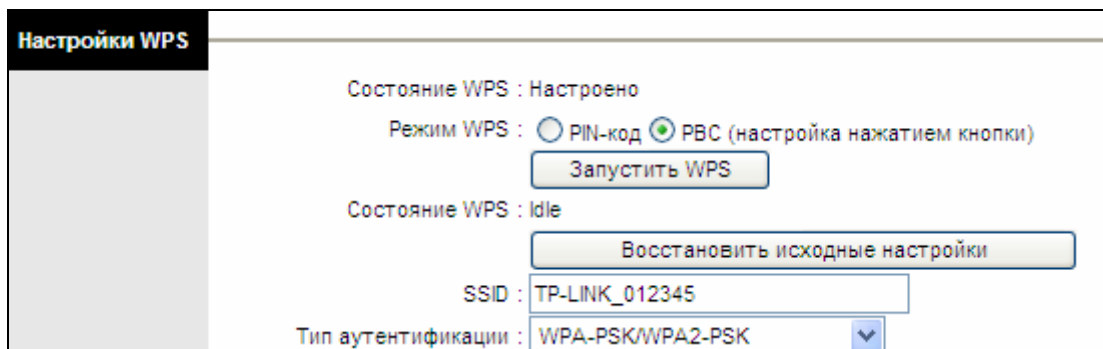 Настройки WPS
Состояние WPS : Настроено
Режим WPS : PIN-код PBC (настройка нажатием кнопки)
Запустить WPS
Состояние WPS : Idle
Восстановить исходные настройки
SSID : TP-LINK_012345
Тип аутентификации : WPA-PSK/WPA2-PSK